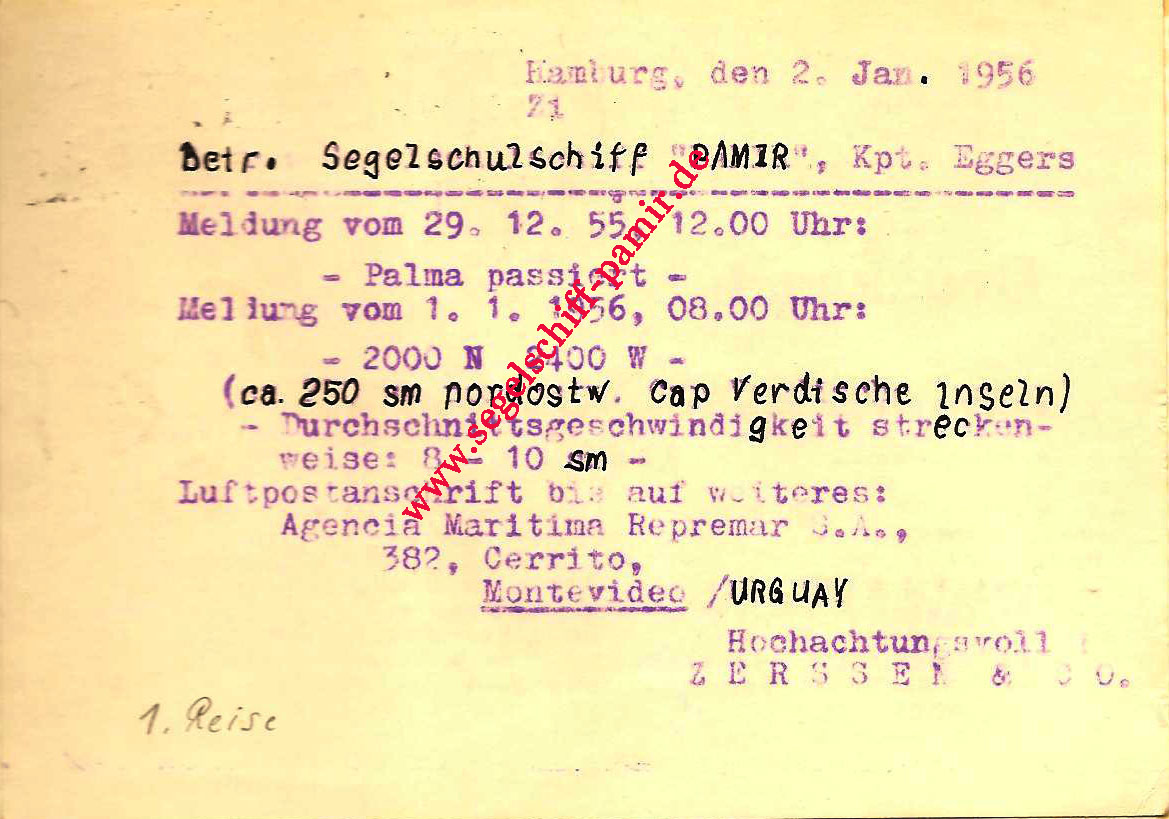 Hamburg, den 2. Jan. 1956
Z1
Betr. Segelschulschiff "PAMIR", Kpt. Eggers
Meldung vom 29. 12. 55, 12.00 Uhr:
- Palma passiert -
Meldung vom 1. 1. 1956, 08.00 Uhr:
- 2000 N 2400 W -
(ca. 250 sm nordostw. Cap Verdische Inseln)
- Durchschnittsgeschwindigkeit strecken-
weise: 8 - 10 sm -
Luftpostanschrift bis auf weiteres:
Agencia Maritima Repremar S.A.,
382, Cerrito,
Montevideo /URGUAY
Hochachtungsvoll
ZERSSEN & CO.
1. Reise
www.segelschiff-pamir.de